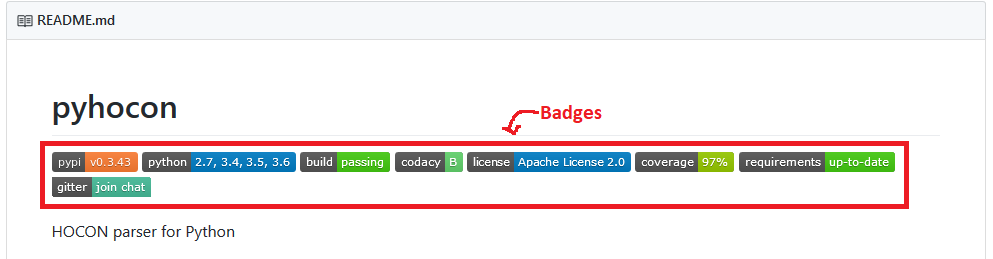 README.md
pyhocon
Badges
pypi v0.3.43 python 2.7, 3.4, 3.5, 3.6 build passing codacy B license Apache License 2.0 coverage 97% requirements up-to-date
gitter join chat
HOCON parser for Python